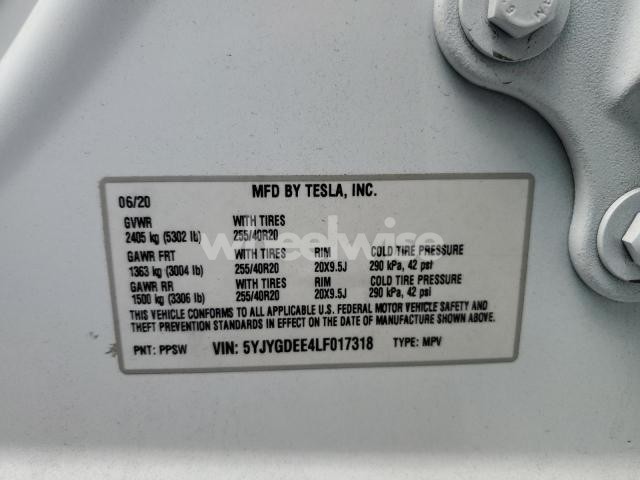 MFD BY TESLA, INC.
06/20
GVWR WITH TIRES
2405 kg (5302 lb) 255/40R20
GAWR FRT WITH TIRES RIM COLD TIRE PRESSURE
1363 kg (3004 lb) 255/40R20 20X9.5J 290 kPa, 42 psi
GAWR RR WITH TIRES RIM COLD TIRE PRESSURE
1500 kg (3306 lb) 255/40R20 20X9.5J 290 kPa, 42 psi
THIS VEHICLE CONFORMS TO ALL APPLICABLE U.S. FEDERAL MOTOR VEHICLE SAFETY AND
THEFT PREVENTION STANDARDS IN EFFECT ON THE DATE OF MANUFACTURE SHOWN ABOVE.
PNT: PPSW VIN: 5YJYGDEE4LF017318 TYPE: MPV
wheelwise